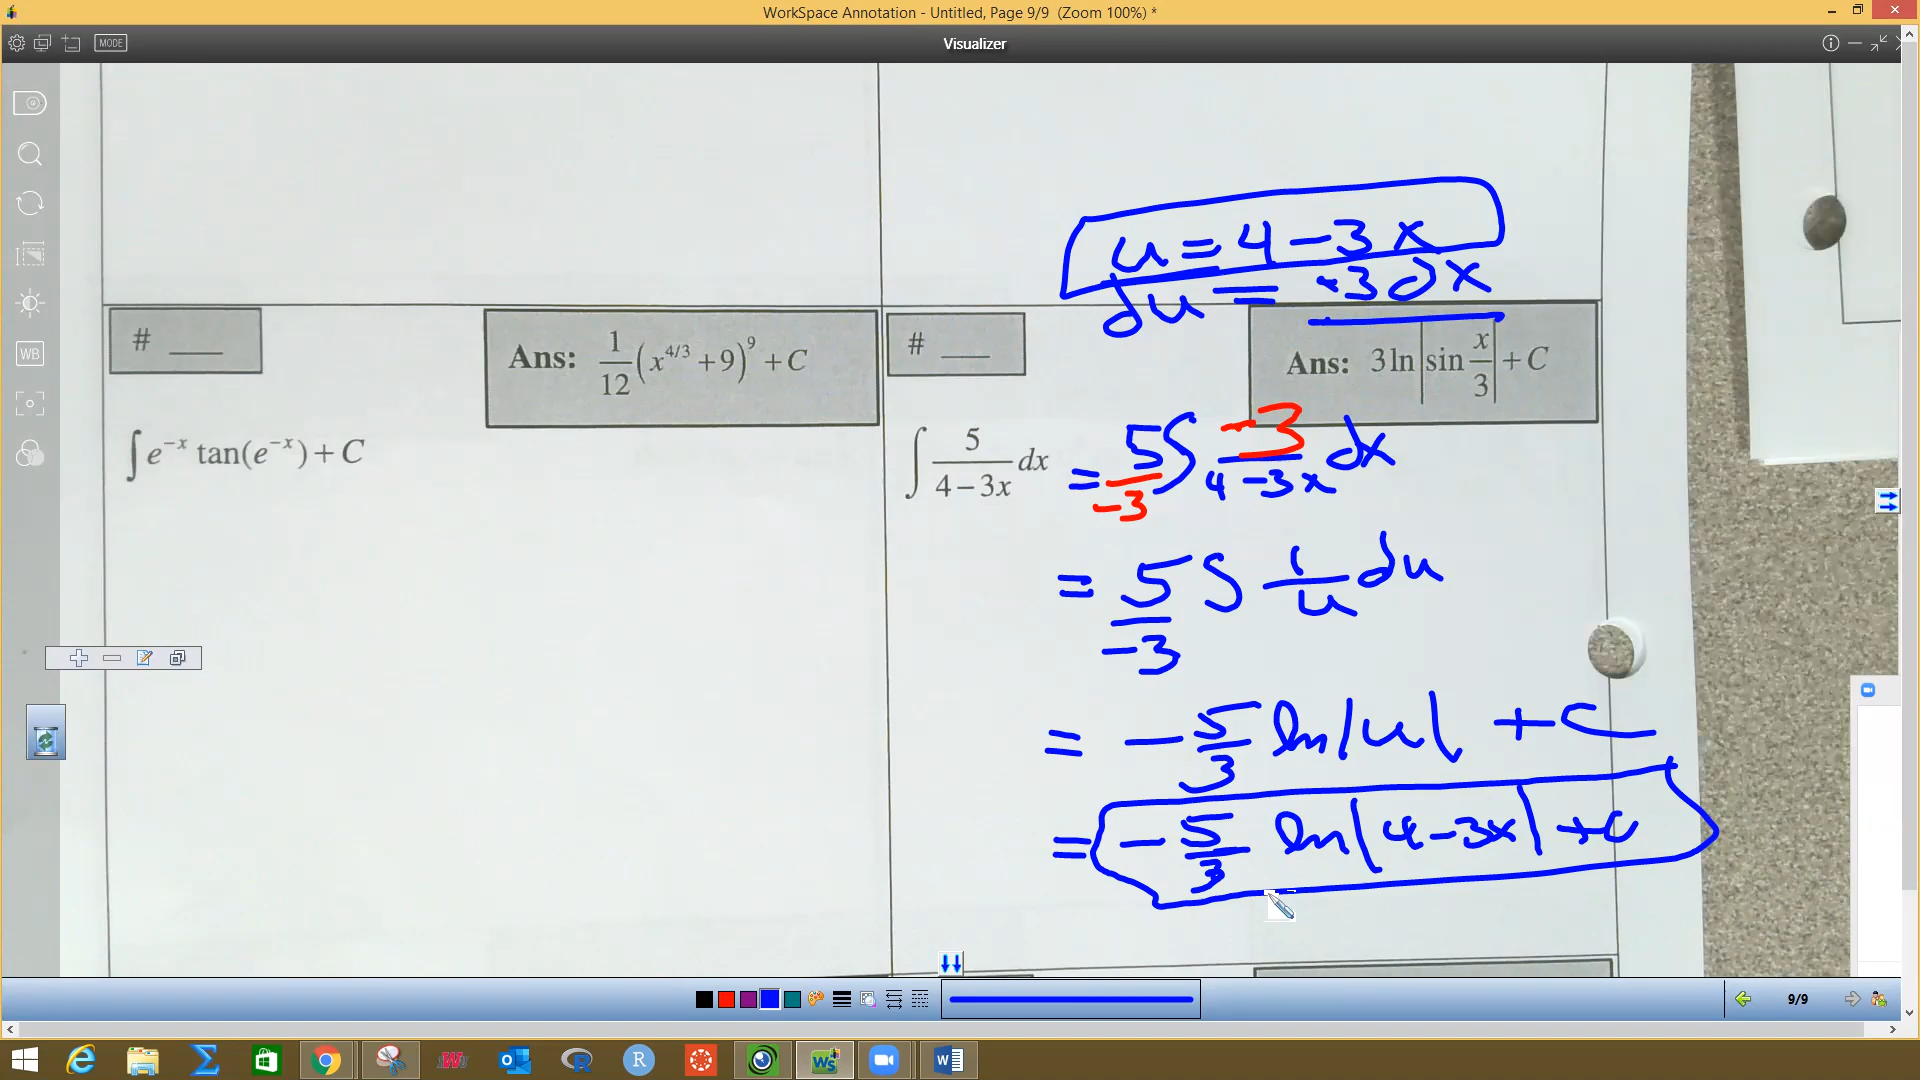 WorkSpace Annotation - Untitled, Page 9/9 (Zoom 100%) *
MODE
Visualizer
WB
u = 4 - 3x
du = -3 dx
# ___
Ans: 1/12 (x^{4/3} + 9)^9 + C
∫ e^{-x} tan(e^{-x}) + C
# ___
Ans: 3 ln |sin x/3| + C
∫ 5/(4 - 3x) dx = 5/-3 ∫ -3/(4 - 3x) dx
= 5/-3 ∫ 1/u du
= - 5/3 ln|u| + C
= - 5/3 ln|4 - 3x| + C
9/9
W
R
Ws
W